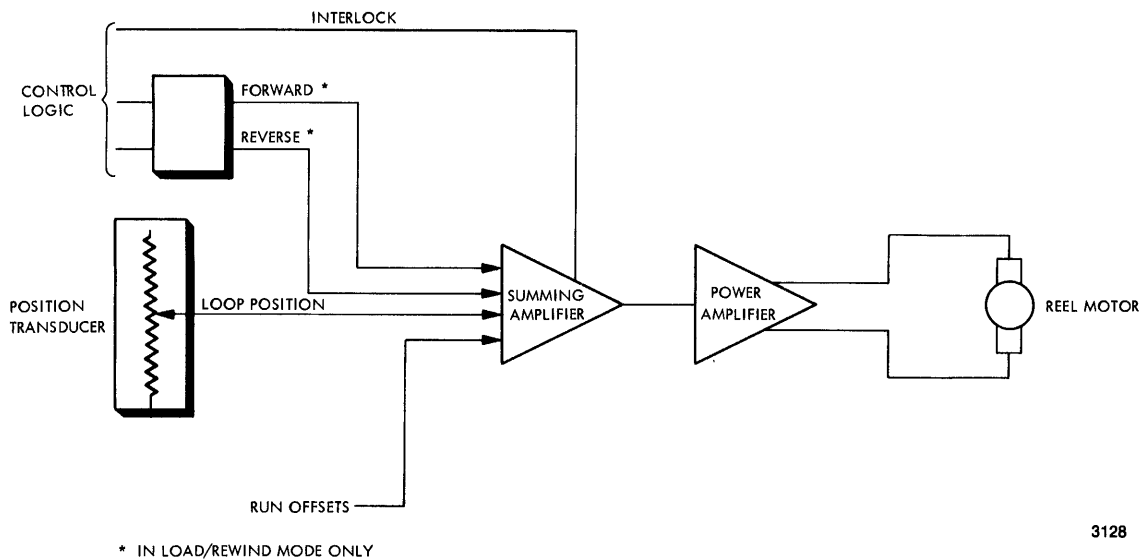 INTERLOCK
CONTROL
LOGIC
FORWARD *
REVERSE *
POSITION
TRANSDUCER
LOOP POSITION
SUMMING
AMPLIFIER
POWER
AMPLIFIER
REEL MOTOR
RUN OFFSETS
* IN LOAD/REWIND MODE ONLY
3128